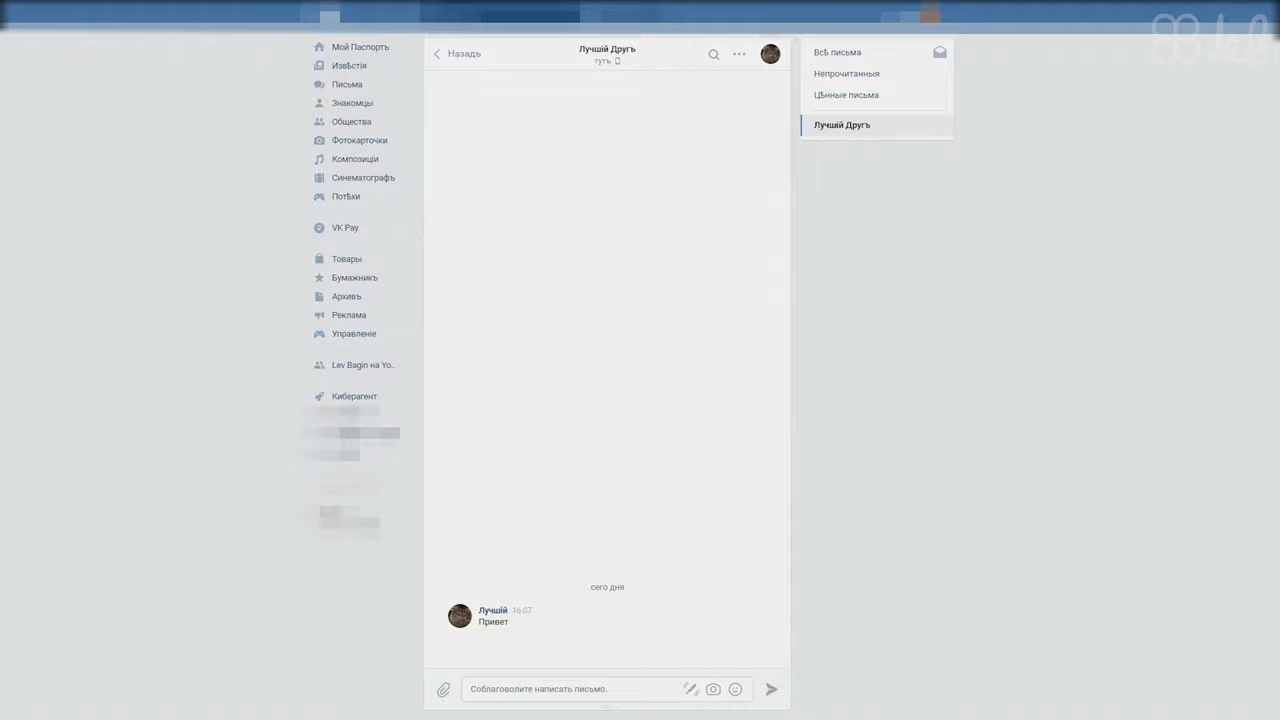 Мой Паспортъ
Извѣстія
Письма
Знакомцы
Общества
Фотокарточки
Композиціи
Синематографъ
Потѣхи
VK Pay
Товары
Бумажникъ
Архивъ
Реклама
Управленіе
Lev Bagin на Yo..
Киберагент
Назадъ
Лучшій Другъ
тутъ
сего дня
Лучшій 16:07
Привет
Соблаговолите написать письмо.
Всѣ письма
Непрочитанныя
Цѣнные письма
Лучшій Другъ